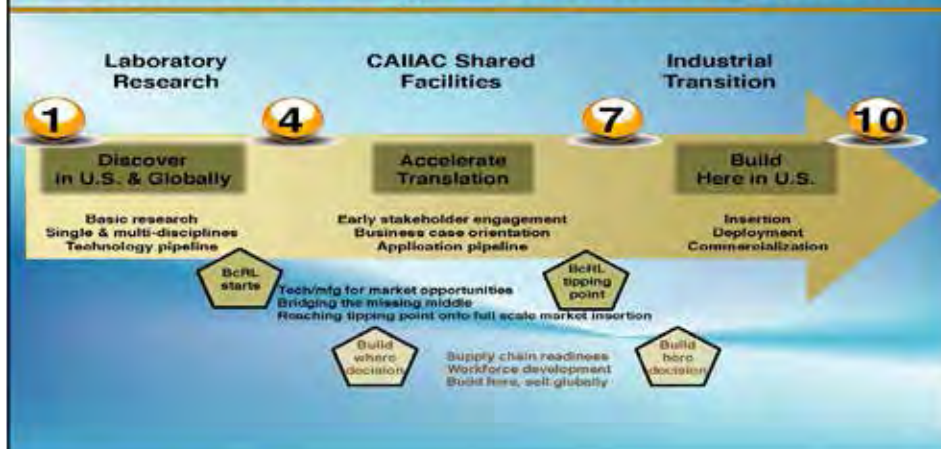 Laboratory
Research
CAIIAC Shared
Facilities
Industrial
Transition
1
4
7
10
Discover
in U.S. & Globally
Accelerate
Translation
Build
Here in U.S.
Basic research
Single & multi-disciplines
Technology pipeline
Early stakeholder engagement
Business case orientation
Application pipeline
Insertion
Deployment
Commercialization
BcRL
starts
BcRL
tipping
point
Tech/mfg for market opportunities
Bridging the missing middle
Reaching tipping point onto full scale market insertion
Build
where
decision
Supply chain readiness
Workforce development
Build here, sell globally
Build
here
decision